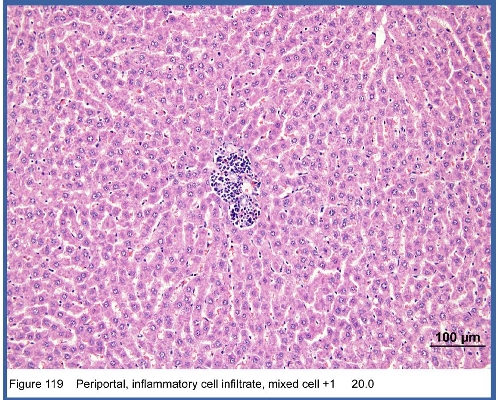 100 µm
Figure 119 Periportal, inflammatory cell infiltrate, mixed cell +1 20.0